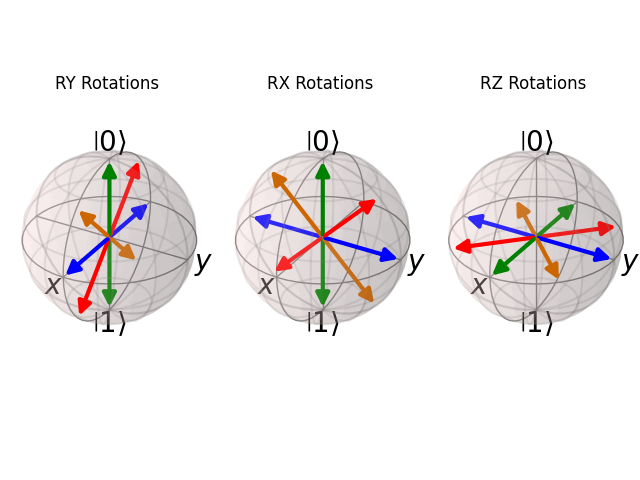 RY Rotations
RX Rotations
RZ Rotations
|0⟩
|0⟩
|0⟩
x
y
x
y
x
y
|1⟩
|1⟩
|1⟩